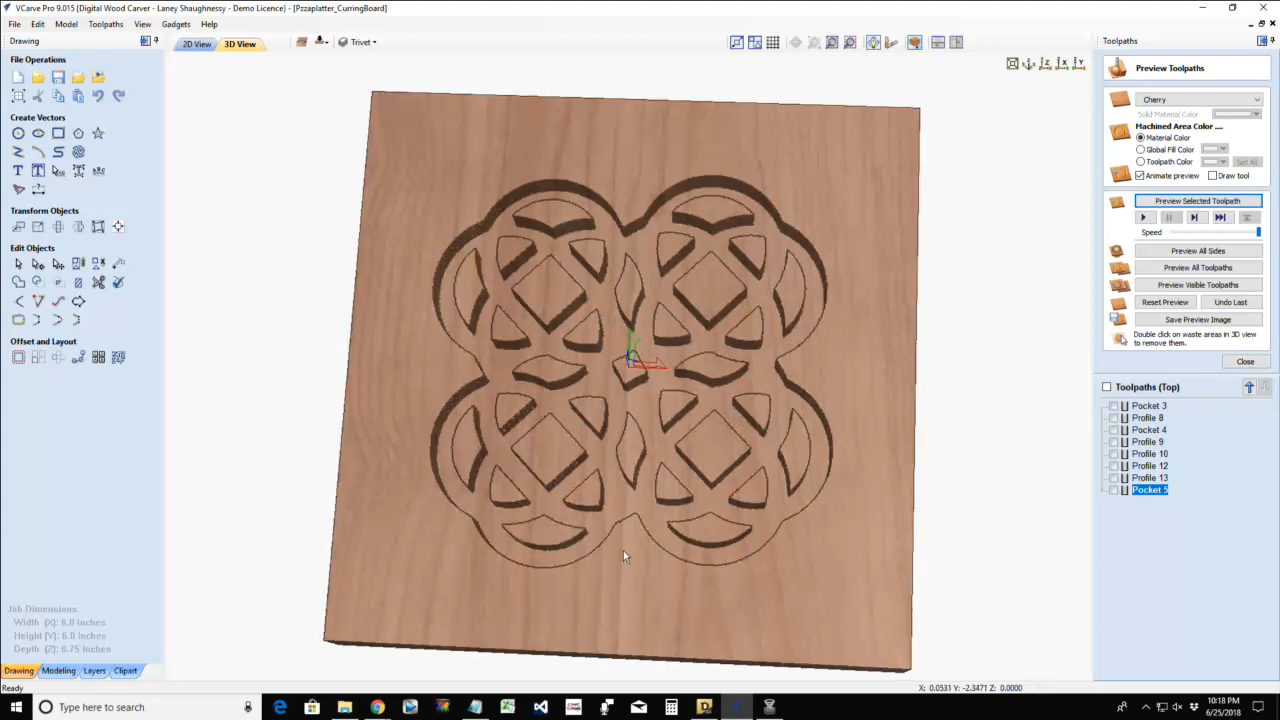 VCarve Pro 9.015 {Digital Wood Carver - Laney Shaughnessy - Demo Licence} - [Pzzaplatter_CurringBoard]
File Edit Model Toolpaths View Gadgets Help
Drawing
2D View 3D View Trivet
Toolpaths
File Operations
Create Vectors
Transform Objects
Edit Objects
Offset and Layout
Job Dimensions
Width (X): 6.0 inches
Height (Y): 6.0 inches
Depth (Z): 0.75 inches
Drawing Modeling Layers Clipart
Ready
Z X Y
Preview Toolpaths
Cherry
Solid Material Color
Machined Area Color ....
Material Color
Global Fill Color
Toolpath Color Set All
Animate preview Draw tool
Preview Selected Toolpath
Speed
Preview All Sides
Preview All Toolpaths
Preview Visible Toolpaths
Reset Preview Undo Last
Save Preview Image
Double click on waste areas in 3D view
to remove them.
Close
Toolpaths (Top)
Pocket 3
Profile 8
Pocket 4
Profile 9
Profile 10
Profile 12
Profile 13
Pocket 5
X: 0.0531 Y: -2.3471 Z: 0.0000
Type here to search
10:18 PM
6/25/2018